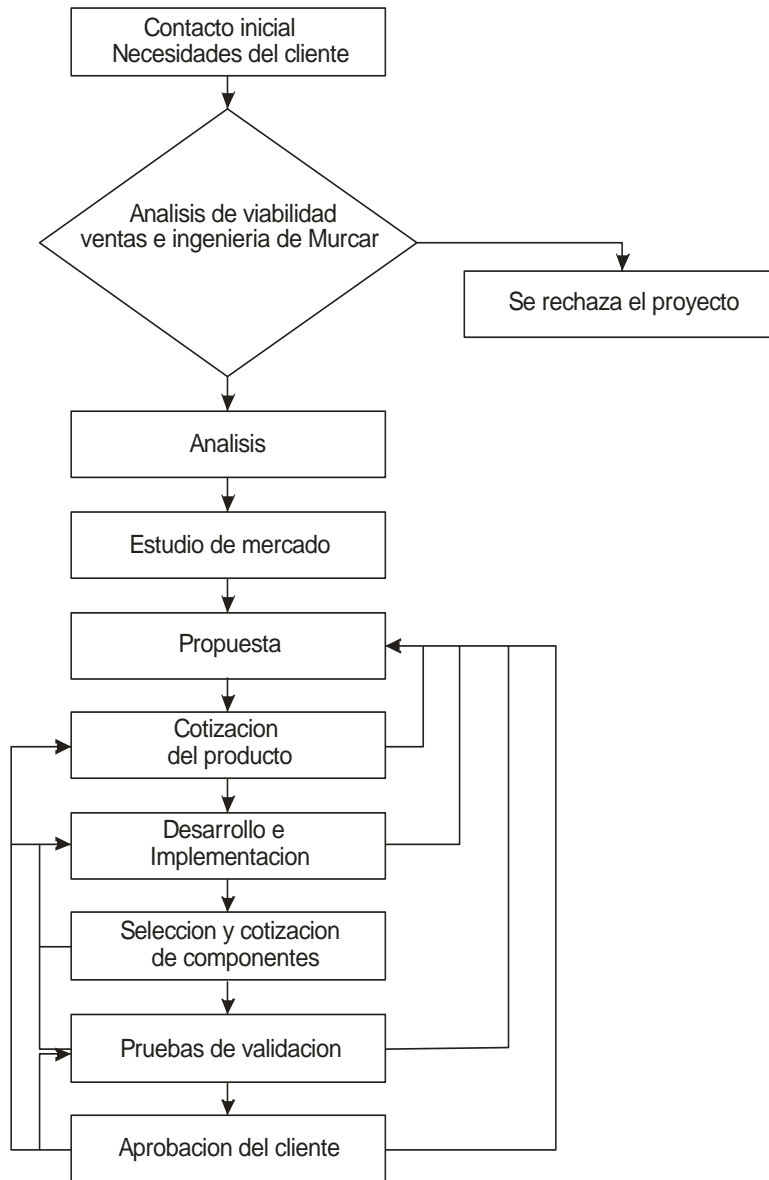 Contacto inicial
Necesidades del cliente
Analisis de viabilidad
ventas e ingenieria de Murcar
Se rechaza el proyecto
Analisis
Estudio de mercado
Propuesta
Cotizacion
del producto
Desarrollo e
Implementacion
Seleccion y cotizacion
de componentes
Pruebas de validacion
Aprobacion del cliente